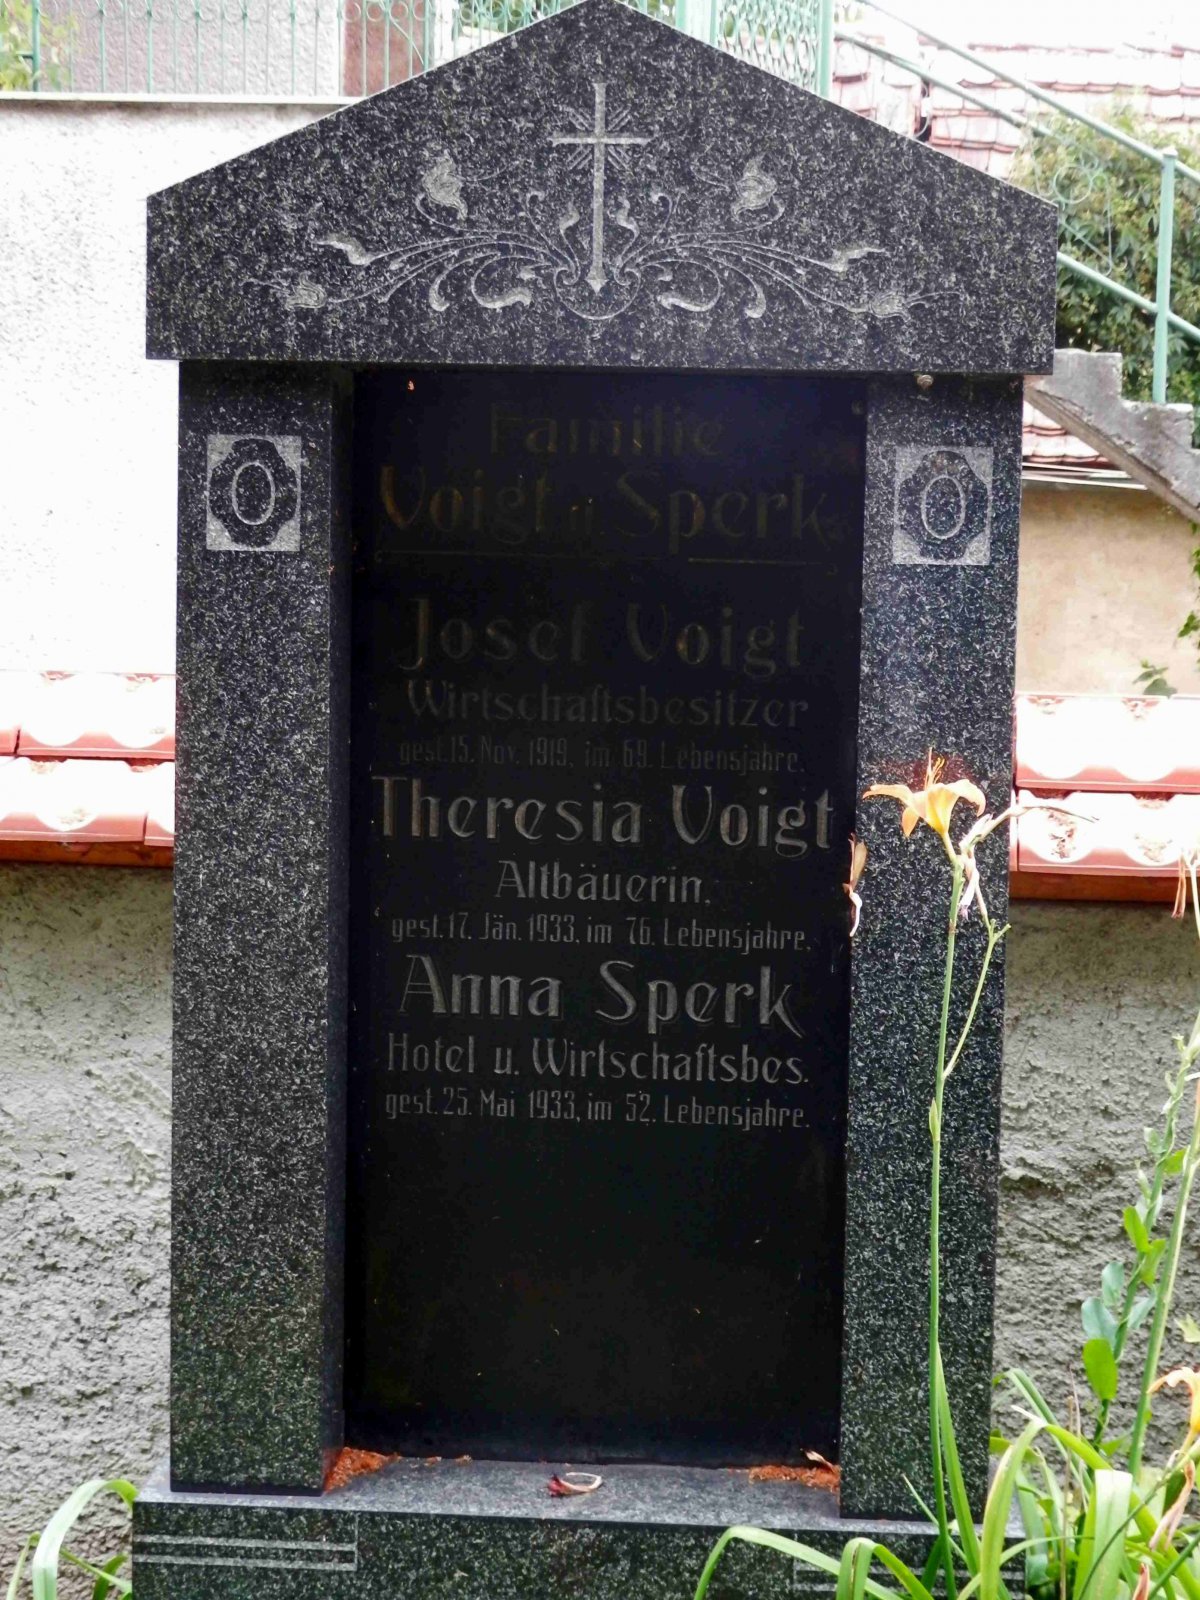 Familie
Voigt u. Sperk.
Josef Voigt
Wirtschaftsbesitzer
gest. 15. Nov. 1919, im 69. Lebensjahre.
Theresia Voigt
Altbäuerin,
gest. 17. Jän. 1933, im 76. Lebensjahre.
Anna Sperk
Hotel u. Wirtschaftsbes.
gest. 25. Mai 1933, im 52. Lebensjahre.